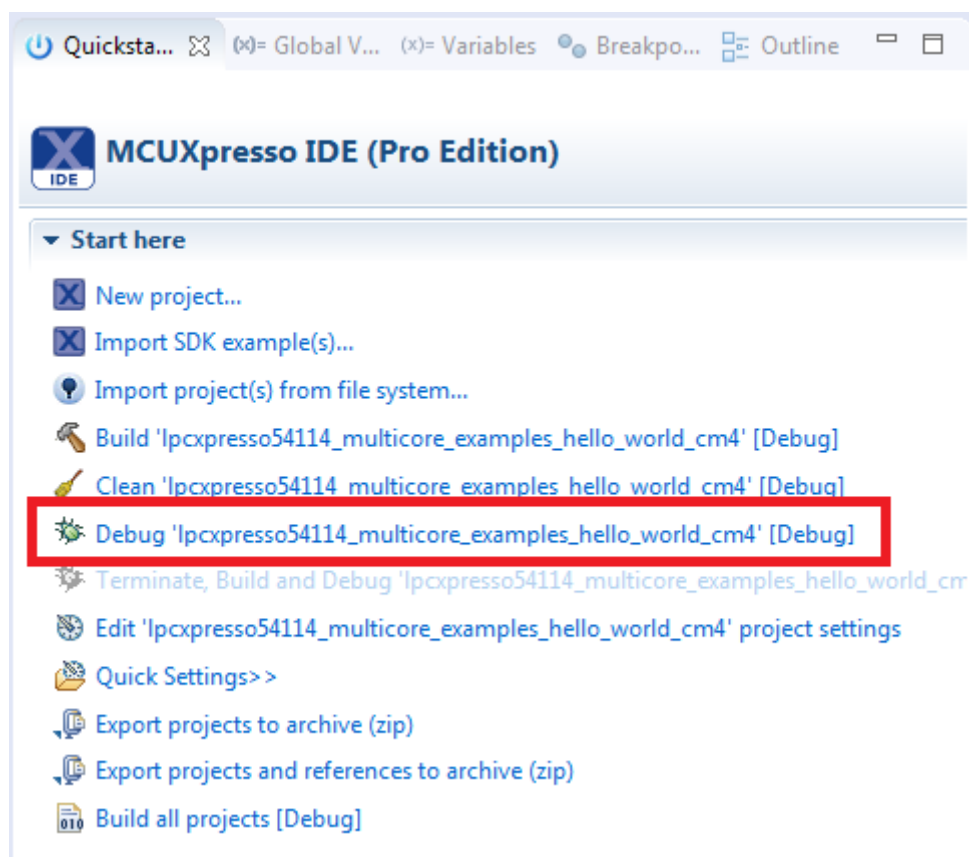 Quicksta... (x)= Global V... (x)= Variables Breakpo... Outline
MCUXpresso IDE (Pro Edition)
IDE
Start here
New project...
Import SDK example(s)...
Import project(s) from file system...
Build 'lpcxpresso54114_multicore_examples_hello_world_cm4' [Debug]
Clean 'lpcxpresso54114_multicore_examples_hello_world_cm4' [Debug]
Debug 'lpcxpresso54114_multicore_examples_hello_world_cm4' [Debug]
Terminate, Build and Debug 'lpcxpresso54114_multicore_examples_hello_world_cm
Edit 'lpcxpresso54114_multicore_examples_hello_world_cm4' project settings
Quick Settings>>
Export projects to archive (zip)
Export projects and references to archive (zip)
010 Build all projects [Debug]